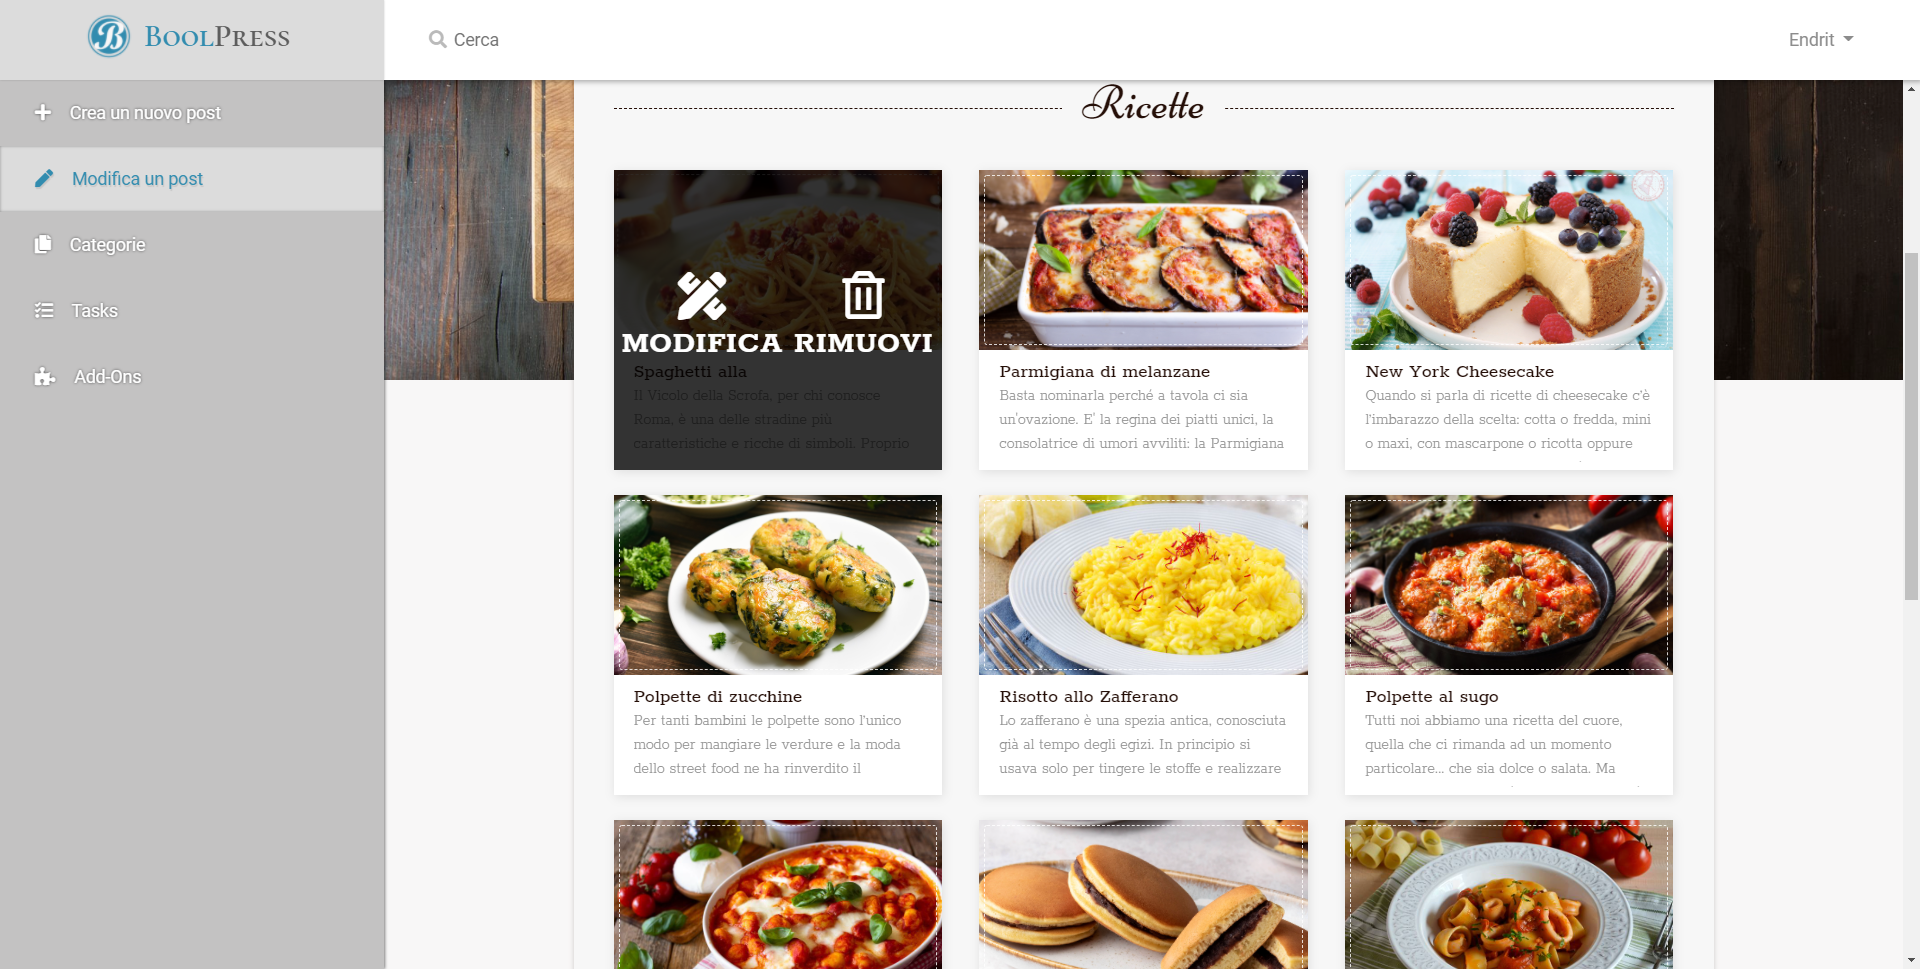 BoolPress
Cerca
Endrit
Crea un nuovo post
Modifica un post
Categorie
Tasks
Add-Ons
Ricette
MODIFICA RIMUOVI
Spaghetti alla
Il Vicolo della Scrofa, per chi conosce
Roma, è una delle stradine più
caratteristiche e ricche di simboli. Proprio
Parmigiana di melanzane
Basta nominarla perché a tavola ci sia
un'ovazione. E' la regina dei piatti unici, la
consolatrice di umori avviliti: la Parmigiana
New York Cheesecake
Quando si parla di ricette di cheesecake c'è
l'imbarazzo della scelta: cotta o fredda, mini
o maxi, con mascarpone o ricotta oppure
Polpette di zucchine
Per tanti bambini le polpette sono l'unico
modo per mangiare le verdure e la moda
dello street food ne ha rinverdito il
Risotto allo Zafferano
Lo zafferano è una spezia antica, conosciuta
già al tempo degli egizi. In principio si
usava solo per tingere le stoffe e realizzare
Polpette al sugo
Tutti noi abbiamo una ricetta del cuore,
quella che ci rimanda ad un momento
particolare... che sia dolce o salata. Ma